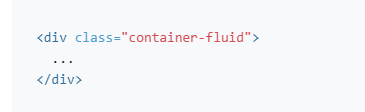 <div class="container-fluid">
  ...
</div>